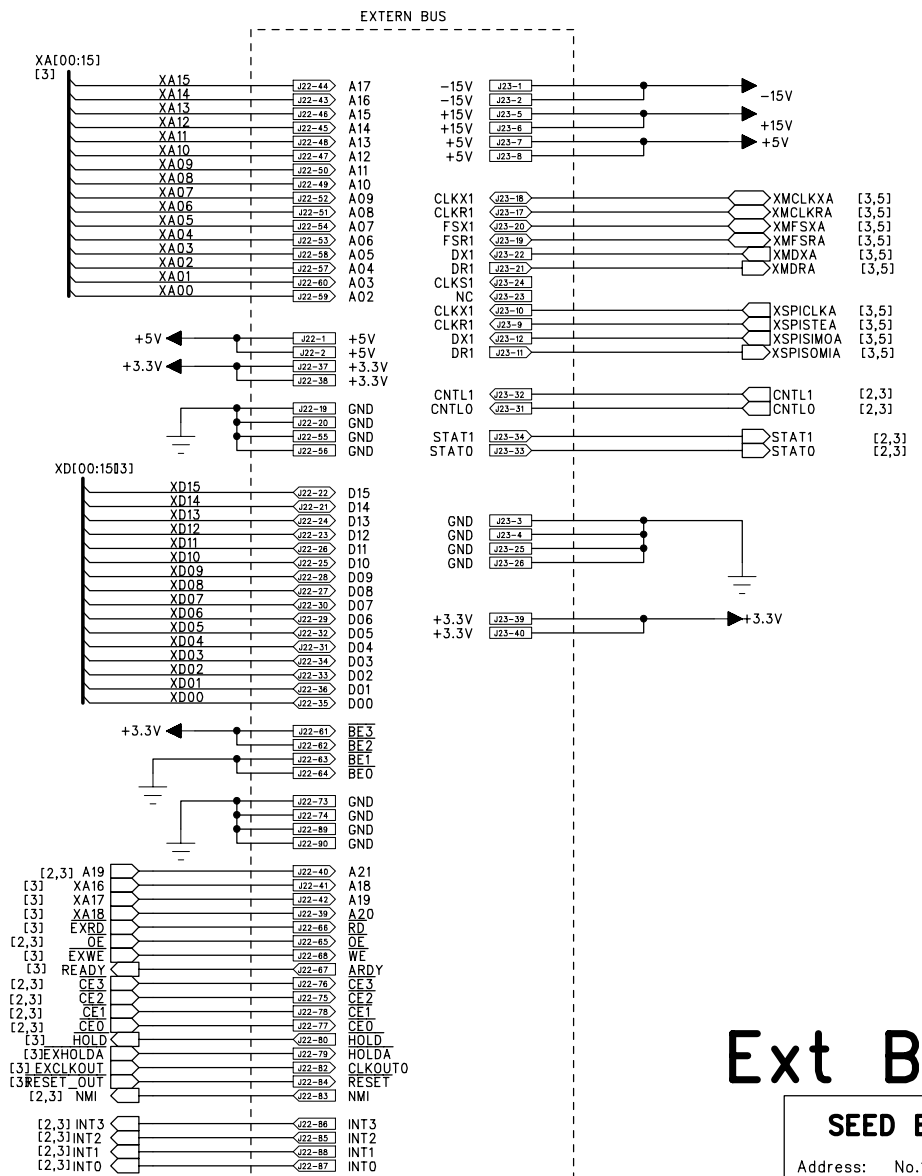 EXTERN BUS
XA[00:15]
[3]
XA15 J22-44 A17
XA14 J22-43 A16
XA13 J22-46 A15
XA12 J22-45 A14
XA11 J22-48 A13
XA10 J22-47 A12
XA09 J22-50 A11
XA08 J22-49 A10
XA07 J22-52 A09
XA06 J22-51 A08
XA05 J22-54 A07
XA04 J22-53 A06
XA03 J22-58 A05
XA02 J22-57 A04
XA01 J22-60 A03
XA00 J22-59 A02
+5V J22-1 +5V
J22-2 +5V
+3.3V J22-37 +3.3V
J22-38 +3.3V
J22-19 GND
J22-20 GND
J22-55 GND
J22-56 GND
XD[00:15][3]
XD15 J22-22 D15
XD14 J22-21 D14
XD13 J22-24 D13
XD12 J22-23 D12
XD11 J22-26 D11
XD10 J22-25 D10
XD09 J22-28 D09
XD08 J22-27 D08
XD07 J22-30 D07
XD06 J22-29 D06
XD05 J22-32 D05
XD04 J22-31 D04
XD03 J22-34 D03
XD02 J22-33 D02
XD01 J22-36 D01
XD00 J22-35 D00
+3.3V J22-61 BE3
J22-62 BE2
J22-63 BE1
J22-64 BE0
J22-73 GND
J22-74 GND
J22-89 GND
J22-90 GND
[2,3] A19 J22-40 A21
[3] XA16 J22-41 A18
[3] XA17 J22-42 A19
[3] XA18 J22-39 A20
[3] EXRD J22-66 RD
[2,3] OE J22-65 OE
[3] EXWE J22-68 WE
[3] READY J22-67 ARDY
[2,3] CE3 J22-76 CE3
[2,3] CE2 J22-75 CE2
[2,3] CE1 J22-78 CE1
[2,3] CE0 J22-77 CE0
[3] HOLD J22-80 HOLD
[3] EXHOLDA J22-79 HOLDA
[3] EXCLKOUT J22-82 CLKOUT0
[3] RESET_OUT J22-84 RESET
[2,3] NMI J22-83 NMI
[2,3] INT3 J22-86 INT3
[2,3] INT2 J22-85 INT2
[2,3] INT1 J22-88 INT1
[2,3] INT0 J22-87 INT0
-15V J23-1 -15V
-15V J23-2
+15V J23-5 +15V
+15V J23-6
+5V J23-7 +5V
+5V J23-8
CLKX1 J23-18 XMCLKXA [3,5]
CLKR1 J23-17 XMCLKRA [3,5]
FSX1 J23-20 XMFSXA [3,5]
FSR1 J23-19 XMFSRA [3,5]
DX1 J23-22 XMDXA [3,5]
DR1 J23-21 XMDRA [3,5]
CLKS1 J23-24
NC J23-23
CLKX1 J23-10 XSPICLKA [3,5]
CLKR1 J23-9 XSPISTEA [3,5]
DX1 J23-12 XSPISIMOA [3,5]
DR1 J23-11 XSPISOMIA [3,5]
CNTL1 J23-32 CNTL1 [2,3]
CNTL0 J23-31 CNTL0 [2,3]
STAT1 J23-34 STAT1 [2,3]
STAT0 J23-33 STAT0 [2,3]
GND J23-3
GND J23-4
GND J23-25
GND J23-26
+3.3V J23-39 +3.3V
+3.3V J23-40
Ext B
SEED
Address: No.